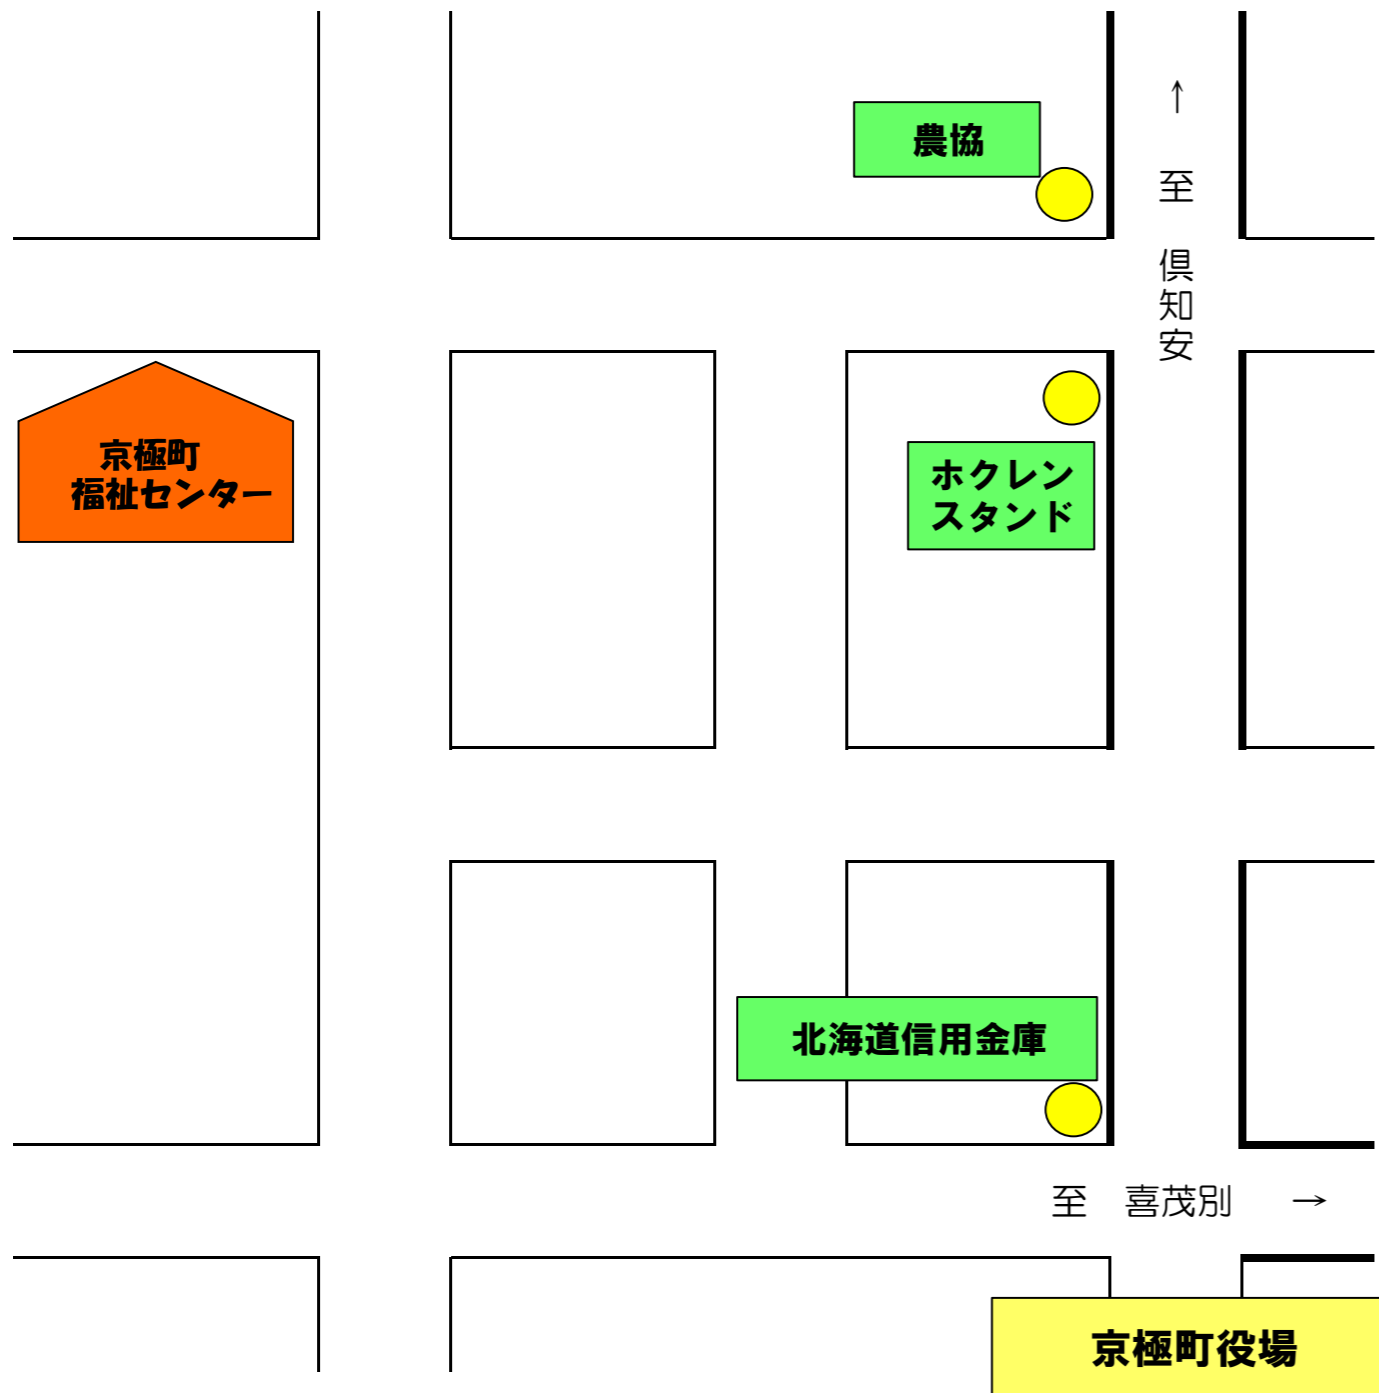 農協
↑ 至 倶知安
京極町
福祉センター
ホクレン
スタンド
北海道信用金庫
至 喜茂別 →
京極町役場